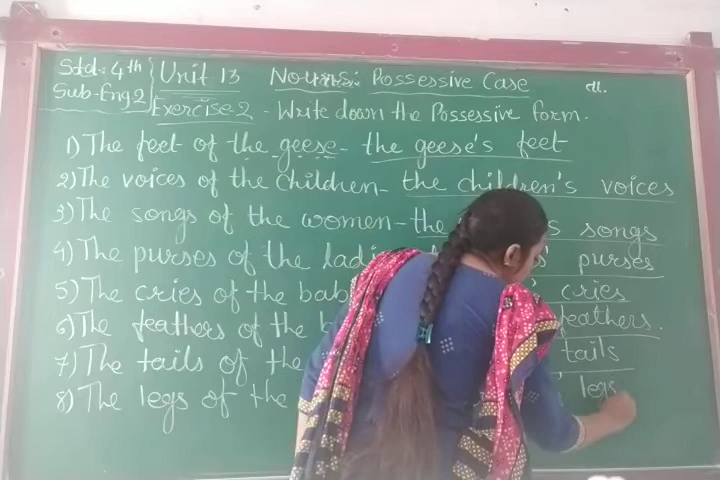 Std:- 4th Unit 13 Nouns: Possessive Case dt.
Sub-Eng 2 Exercise-2 - Write down the Possessive form.
1) The feet of the geese - the geese's feet
2) The voices of the children - the children's voices
3) The songs of the women - the songs
4) The purses of the purses
5) The cries of the cries
6) The feathers of the feathers.
7) The tails of the tails
8) The legs of the legs